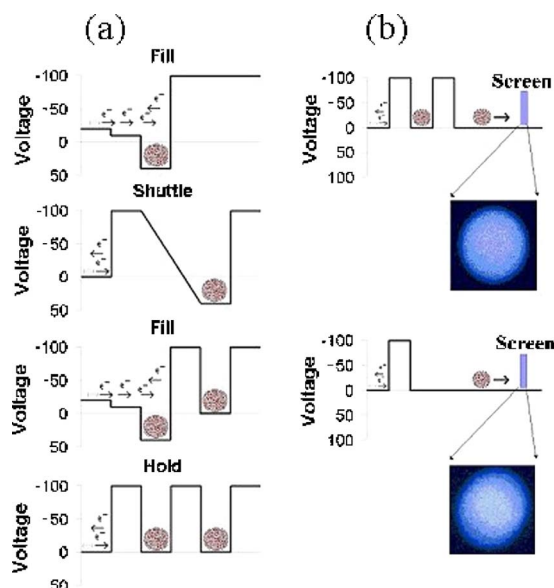 (a)
Fill
Voltage
-100
-50
0
50
e-
e- e- e-
Shuttle
Voltage
-100
-50
0
50
e-
e-
Fill
Voltage
-100
-50
0
50
e-
e- e- e-
Hold
Voltage
-100
-50
0
50
e-
e-
(b)
Screen
Voltage
-100
-50
0
50
100
e-
e-
Screen
Voltage
-100
-50
0
50
100
e-
e-